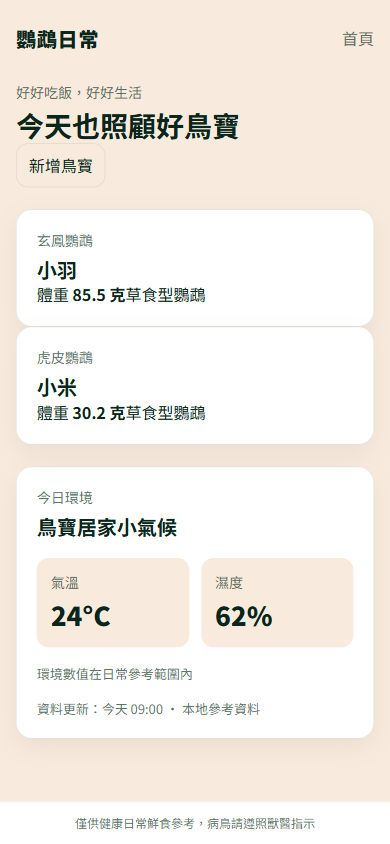 鸚鵡日常
首頁
好好吃飯，好好生活
今天也照顧好鳥寶
新增鳥寶
玄鳳鸚鵡
小羽
體重 85.5 克草食型鸚鵡
虎皮鸚鵡
小米
體重 30.2 克草食型鸚鵡
今日環境
鳥寶居家小氣候
氣溫
24°C
濕度
62%
環境數值在日常參考範圍內
資料更新：今天 09:00 · 本地參考資料
僅供健康日常鮮食參考，病鳥請遵照獸醫指示